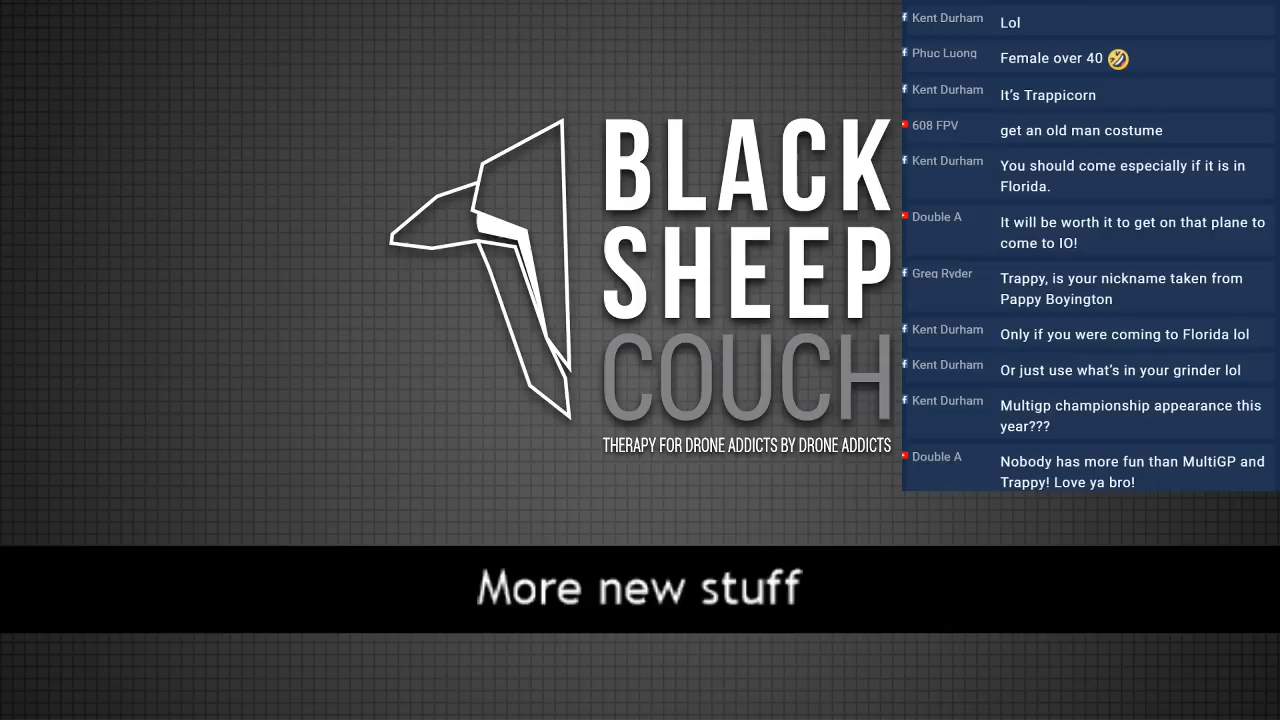 BLACK
SHEEP
COUCH
THERAPY FOR DRONE ADDICTS BY DRONE ADDICTS
Kent Durham
Lol
Phuc Luong
Female over 40 🤣
Kent Durham
It’s Trappicorn
608 FPV
get an old man costume
Kent Durham
You should come especially if it is in
Florida.
Double A
It will be worth it to get on that plane to
come to IO!
Greg Ryder
Trappy, is your nickname taken from
Pappy Boyington
Kent Durham
Only if you were coming to Florida lol
Kent Durham
Or just use what’s in your grinder lol
Kent Durham
Multigp championship appearance this
year???
Double A
Nobody has more fun than MultiGP and
Trappy! Love ya bro!
More new stuff